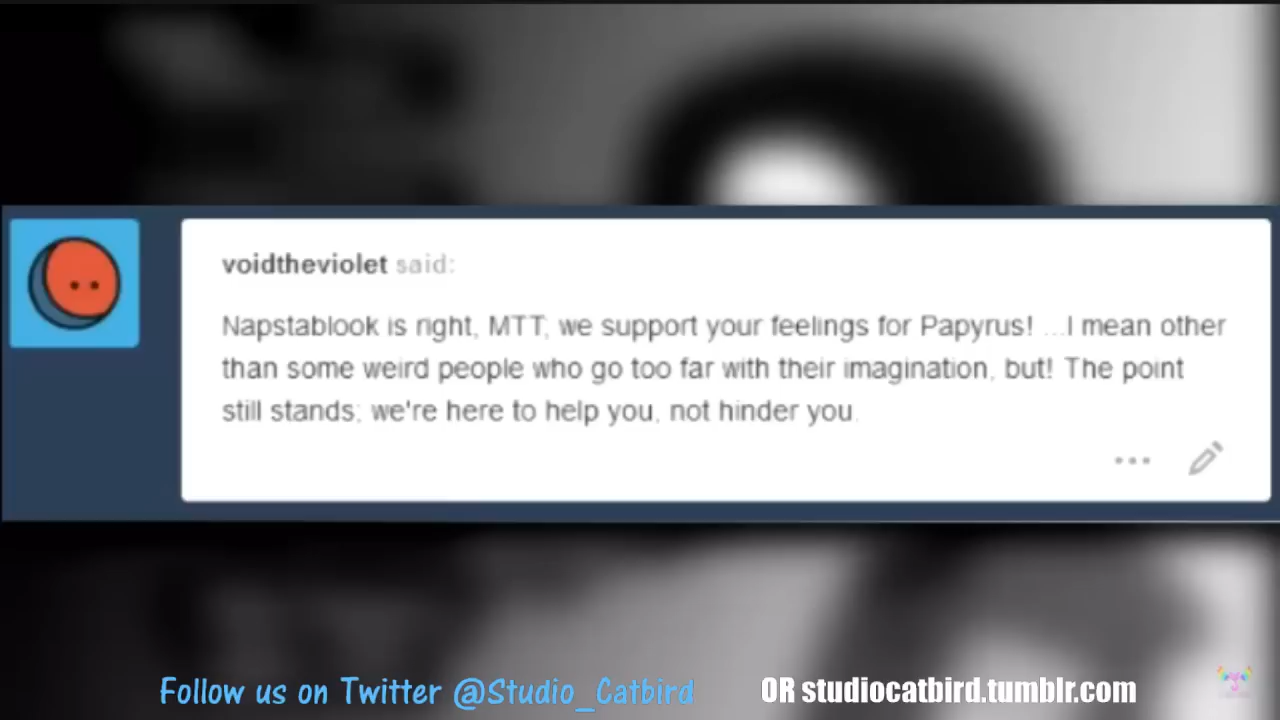 voidtheviolet said:
Napstablook is right, MTT; we support your feelings for Papyrus! ...I mean other
than some weird people who go too far with their imagination, but! The point
still stands; we're here to help you, not hinder you.
Follow us on Twitter @Studio_Catbird OR studiocatbird.tumblr.com